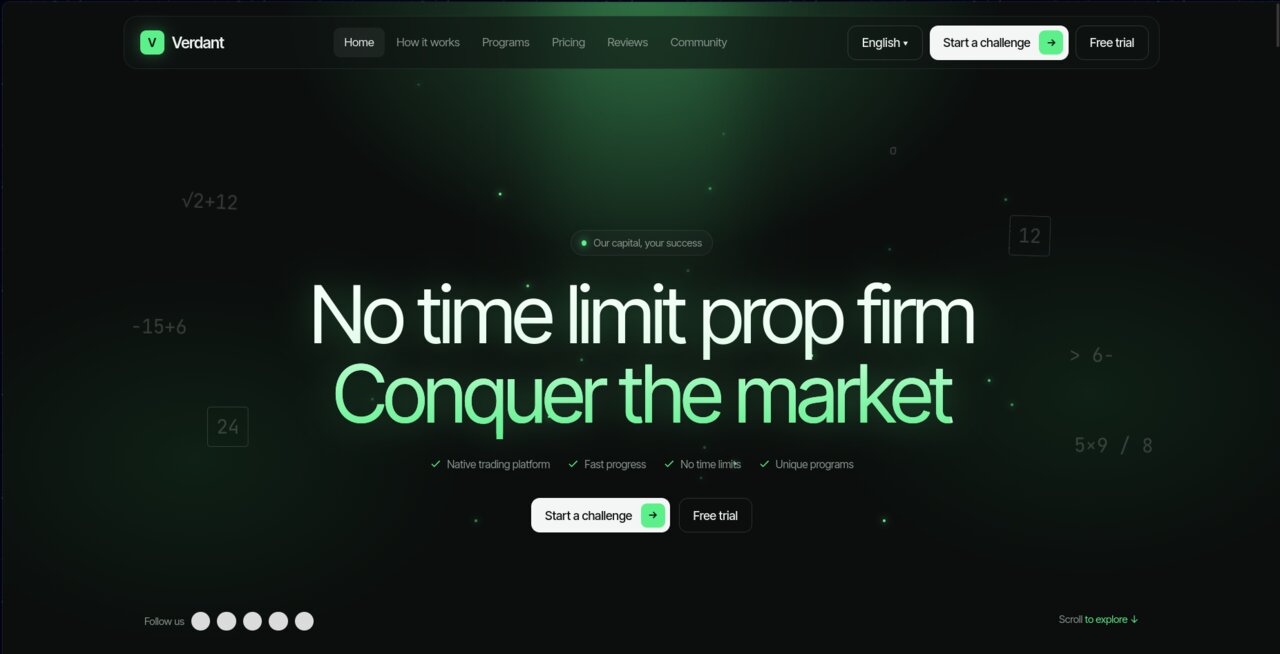 V Verdant Home How it works Programs Pricing Reviews Community English ▾ Start a challenge → Free trial
σ
√2+12
12
Our capital, your success
No time limit prop firm
-15+6
> 6-
Conquer the market
24
5×9 / 8
✓ Native trading platform ✓ Fast progress ✓ No time limits ✓ Unique programs
Start a challenge → Free trial
Follow us
Scroll to explore ↓